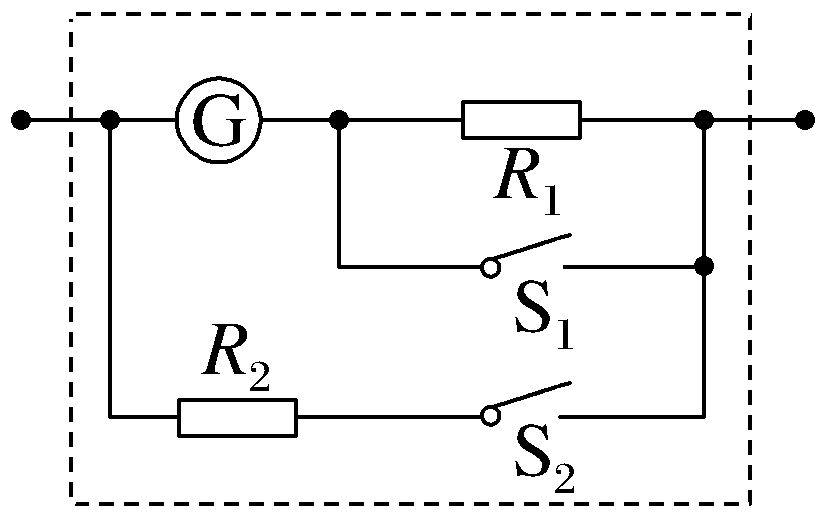 G
R₁
S₁
R₂
S₂